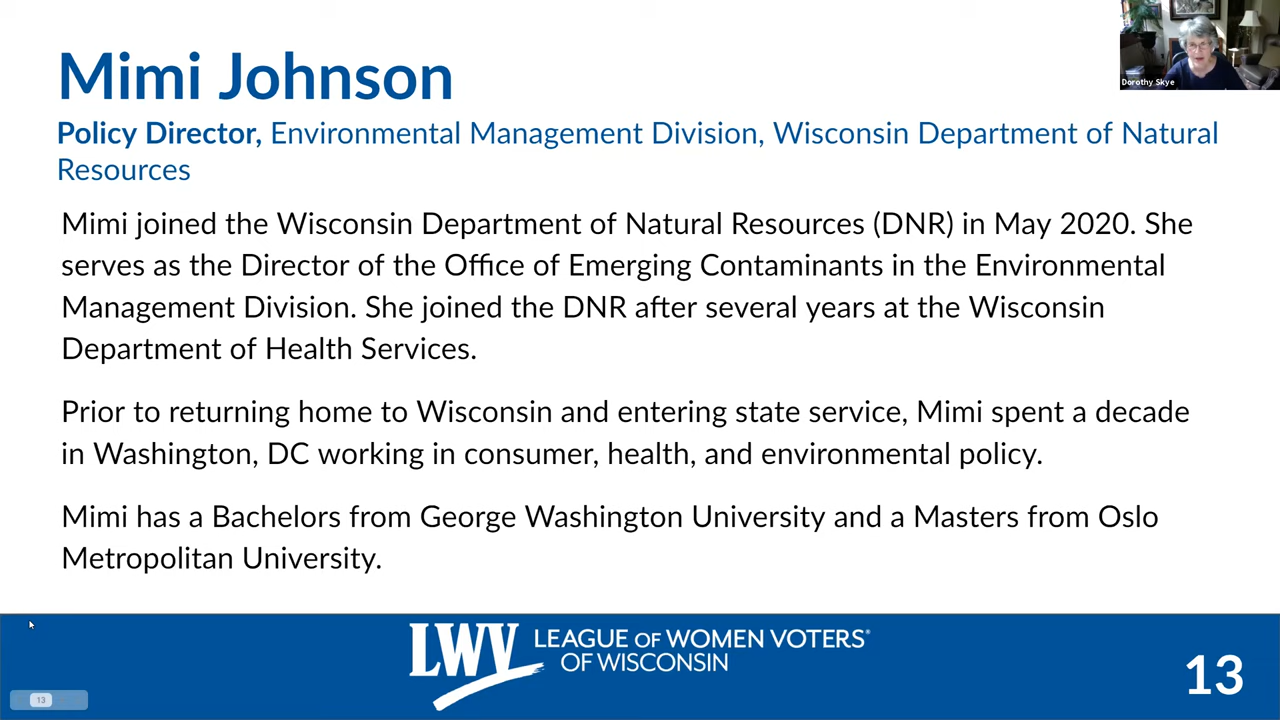 Mimi Johnson
Policy Director, Environmental Management Division, Wisconsin Department of Natural
Resources
Mimi joined the Wisconsin Department of Natural Resources (DNR) in May 2020. She
serves as the Director of the Office of Emerging Contaminants in the Environmental
Management Division. She joined the DNR after several years at the Wisconsin
Department of Health Services.
Prior to returning home to Wisconsin and entering state service, Mimi spent a decade
in Washington, DC working in consumer, health, and environmental policy.
Mimi has a Bachelors from George Washington University and a Masters from Oslo
Metropolitan University.
Dorothy Skye
LWV LEAGUE OF WOMEN VOTERS®
OF WISCONSIN
13
13